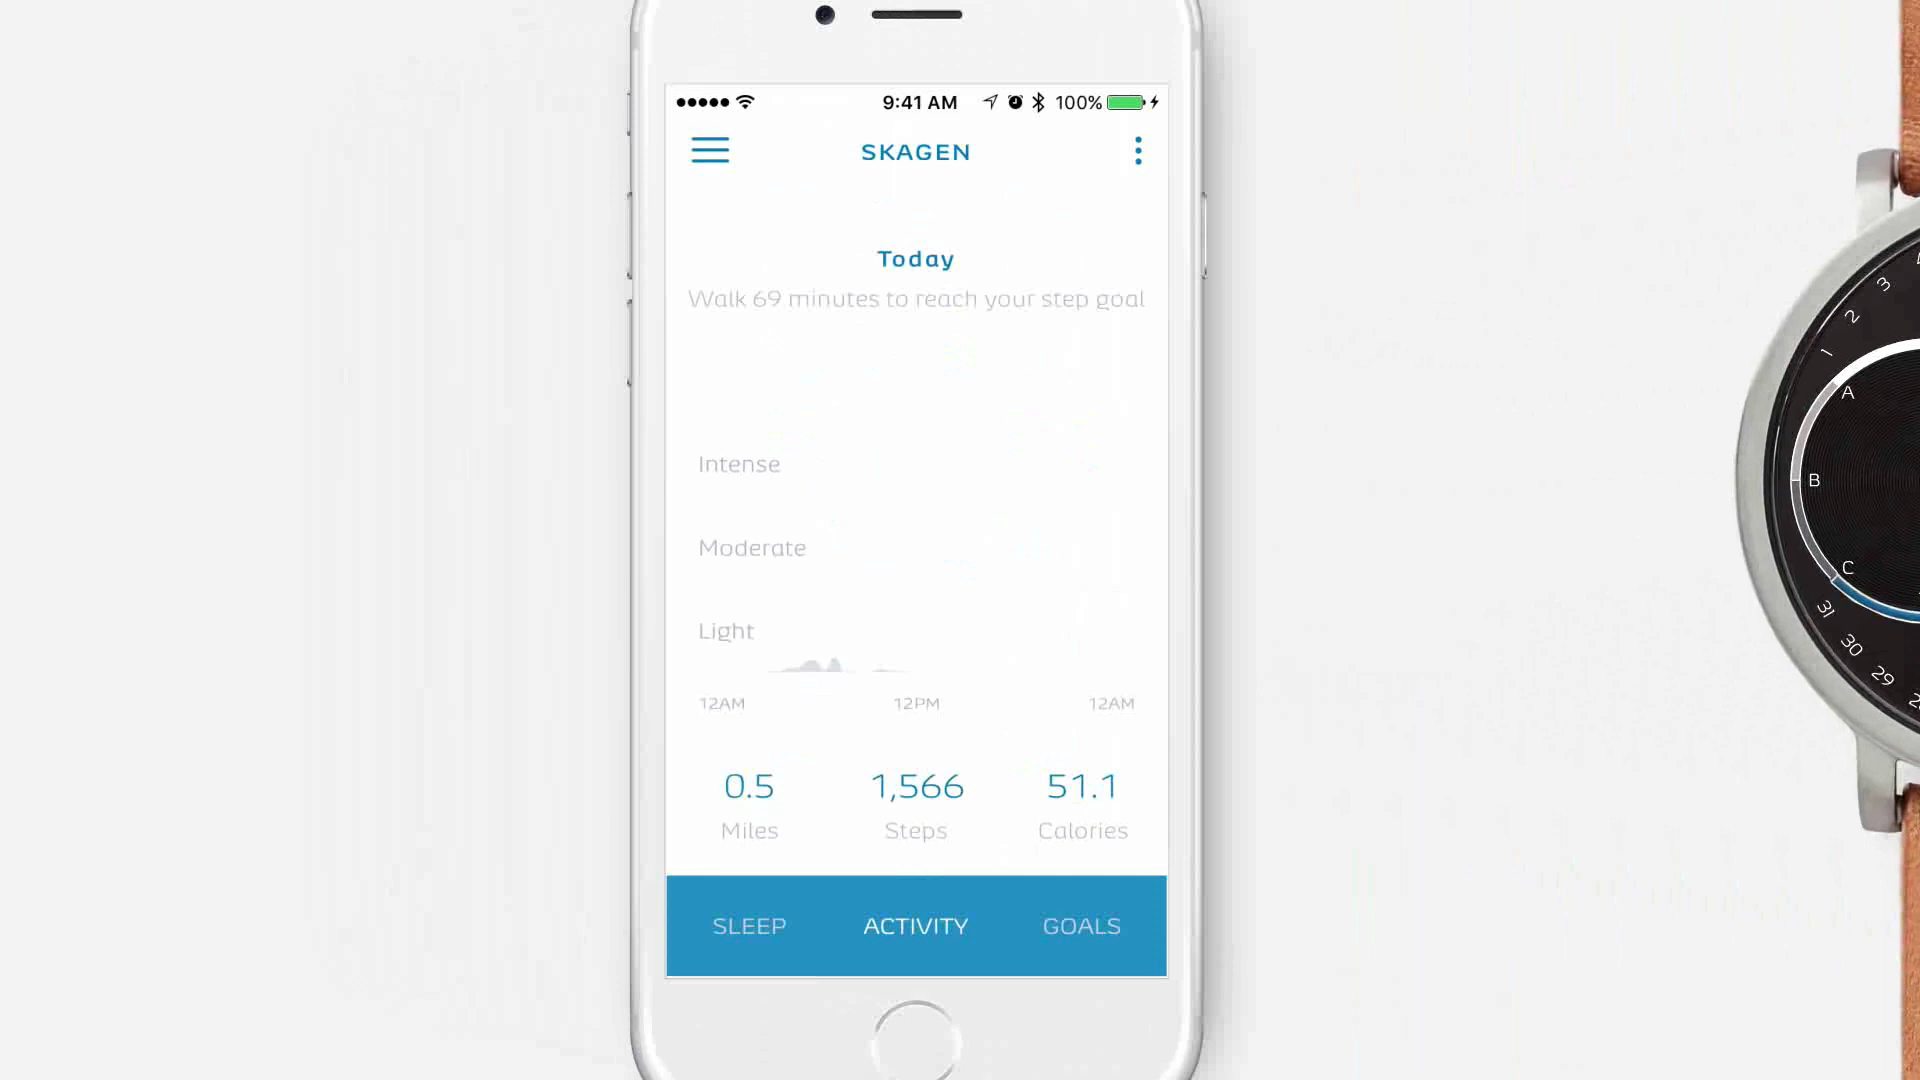 9:41 AM 100%
SKAGEN
Today
Walk 69 minutes to reach your step goal
Intense
Moderate
Light
12AM 12PM 12AM
0.5 1,566 51.1
Miles Steps Calories
SLEEP ACTIVITY GOALS
3
2
1
A
B
C
31
30
29